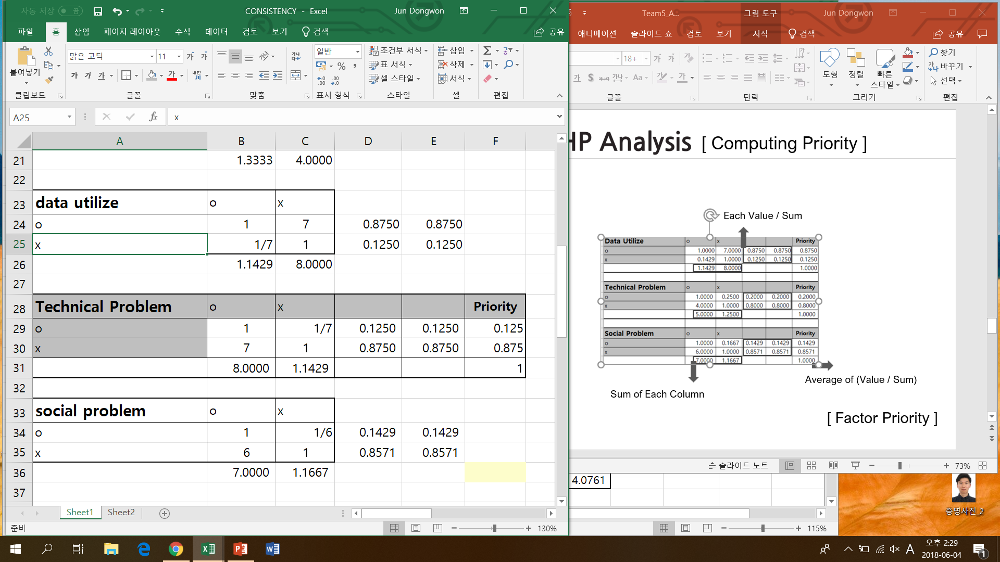 자동 저장 끔
CONSISTENCY - Excel
Jun Dongwon
파일 홈 삽입 페이지 레이아웃 수식 데이터 검토 보기 검색 공유
붙여넣기
맑은 고딕 11 가 가
가 가 가 가 내천
가나다
일반
% ,
조건부 서식
표 서식
셀 스타일
삽입
삭제
서식
클립보드 글꼴 맞춤 표시 형식 스타일 셀 편집
A25 fx x
A B C D E F
21 1.3333 4.0000
22
23 data utilize o x
24 o 1 7 0.8750 0.8750
25 x 1/7 1 0.1250 0.1250
26 1.1429 8.0000
27
28 Technical Problem o x Priority
29 o 1 1/7 0.1250 0.1250 0.125
30 x 7 1 0.8750 0.8750 0.875
31 8.0000 1.1429 1
32
33 social problem o x
34 o 1 1/6 0.1429 0.1429
35 x 6 1 0.8571 0.8571
36 7.0000 1.1667
37
Sheet1 Sheet2
준비 130%
Team5_A...
그림 도구
Jun Dongwon
애니메이션 슬라이드 쇼 검토 보기 서식 검색 공유
18+ 가 가
가 S 가나 Aa 가
도형 정렬 빠른
스타일
찾기
바꾸기
선택
글꼴 단락 그리기 편집
HP Analysis [ Computing Priority ]
Each Value / Sum
Data Utilize o x Priority
o 1.0000 7.0000 0.8750 0.8750 0.8750
x 0.1429 1.0000 0.1250 0.1250 0.1250
1.1429 8.0000 1.0000
Technical Problem o x Priority
o 1.0000 0.2500 0.2000 0.2000 0.2000
x 4.0000 1.0000 0.8000 0.8000 0.8000
5.0000 1.2500 1.0000
Social Problem o x Priority
o 1.0000 0.1667 0.1429 0.1429 0.1429
x 6.0000 1.0000 0.8571 0.8571 0.8571
7.0000 1.1667 1.0000
Average of (Value / Sum)
Sum of Each Column
[ Factor Priority ]
슬라이드 노트 73%
4.0761
115%
증명사진_2
A 오후 2:29
2018-06-04
1